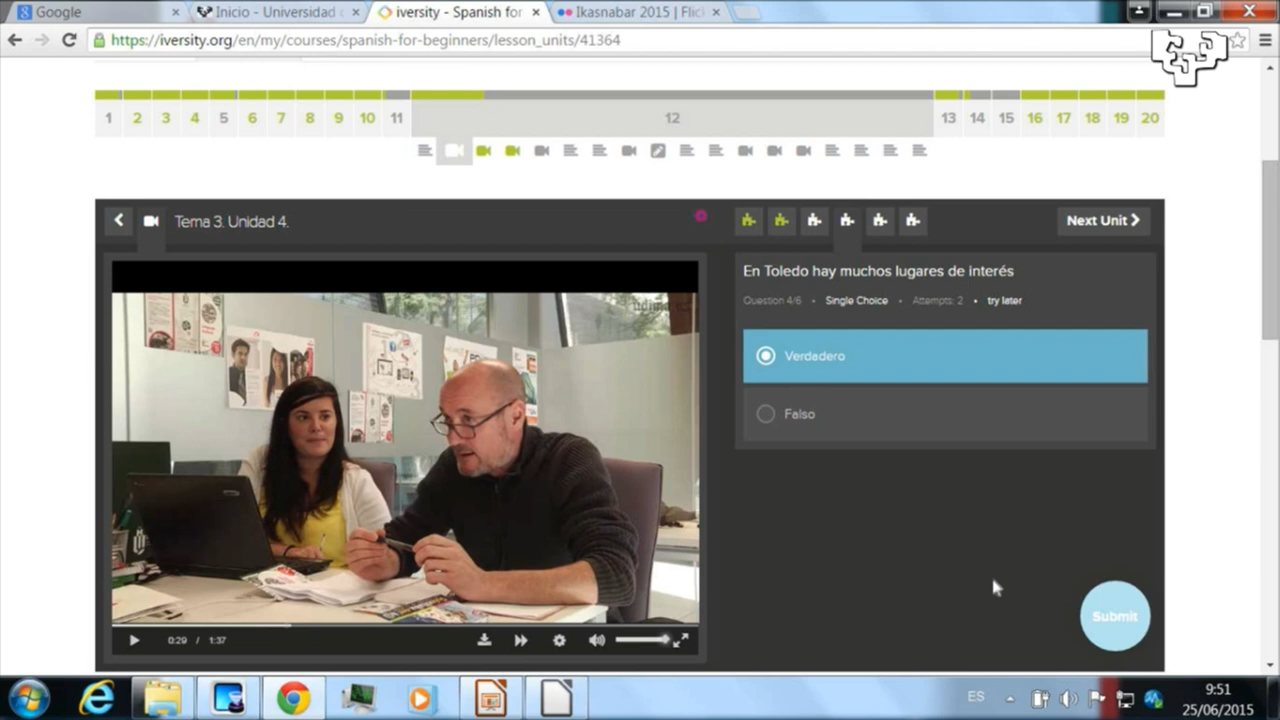 Google
Inicio - Universidad
iversity - Spanish for
Ikasnabar 2015 | Flic
https://iversity.org/en/my/courses/spanish-for-beginners/lesson_units/41364
1 2 3 4 5 6 7 8 9 10 11 12 13 14 15 16 17 18 19 20
Tema 3. Unidad 4.
Next Unit
En Toledo hay muchos lugares de interés
Question 4/6 • Single Choice • Attempts: 2 • try later
Verdadero
Falso
0:29 / 1:37
Submit
ES
9:51
25/06/2015